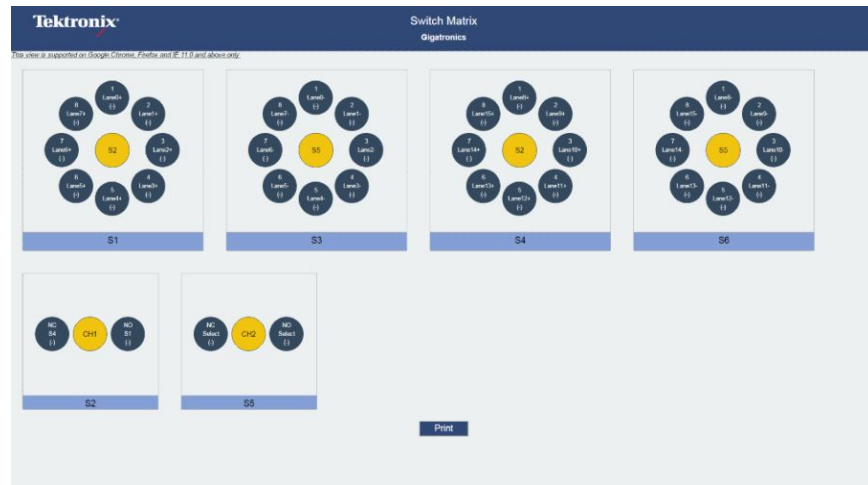 Tektronix
Switch Matrix
Gigatronics
This view is supported on Google Chrome, Firefox and IE 11.0 and above only
1
Lane0+
(-)
2
Lane1+
(-)
3
Lane2+
(-)
4
Lane3+
(-)
5
Lane4+
(-)
6
Lane5+
(-)
7
Lane6+
(-)
8
Lane7+
(-)
S2
S1
1
Lane0-
(-)
2
Lane1-
(-)
3
Lane2-
(-)
4
Lane3-
(-)
5
Lane4-
(-)
6
Lane5-
(-)
7
Lane6-
(-)
8
Lane7-
(-)
S5
S3
1
Lane8+
(-)
2
Lane9+
(-)
3
Lane10+
(-)
4
Lane11+
(-)
5
Lane12+
(-)
6
Lane13+
(-)
7
Lane14+
(-)
8
Lane15+
(-)
S2
S4
1
Lane8-
(-)
2
Lane9-
(-)
3
Lane10-
(-)
4
Lane11-
(-)
5
Lane12-
(-)
6
Lane13-
(-)
7
Lane14-
(-)
8
Lane15-
(-)
S5
S6
NC
S4
(-)
CH1
NO
S1
(-)
S2
NC
Select
(-)
CH2
NO
Select
(-)
S5
Print